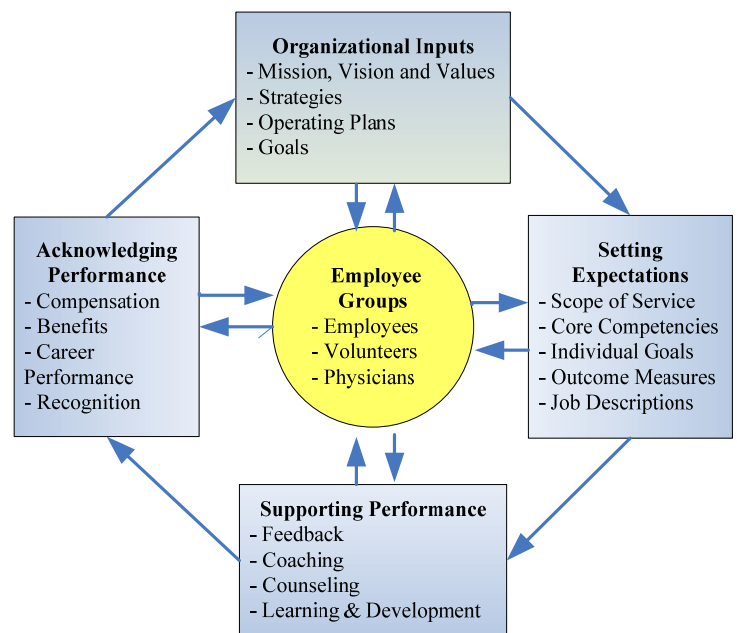 Organizational Inputs
- Mission, Vision and Values
- Strategies
- Operating Plans
- Goals
Acknowledging
Performance
- Compensation
- Benefits
- Career
Performance
- Recognition
Employee
Groups
- Employees
- Volunteers
- Physicians
Setting
Expectations
- Scope of Service
- Core Competencies
- Individual Goals
- Outcome Measures
- Job Descriptions
Supporting Performance
- Feedback
- Coaching
- Counseling
- Learning & Development